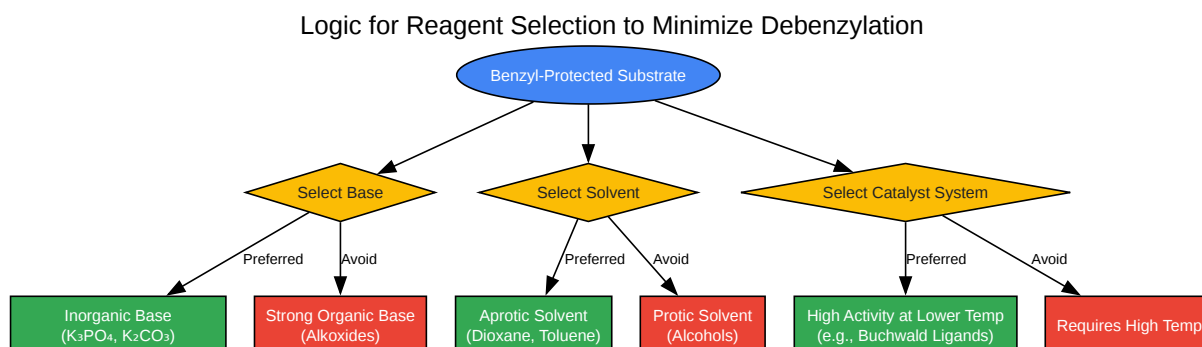 Logic for Reagent Selection to Minimize Debenzylation
Benzyl-Protected Substrate
Select Base
Select Solvent
Select Catalyst System
Preferred
Avoid
Preferred
Avoid
Preferred
Avoid
Inorganic Base
(K₃PO₄, K₂CO₃)
Strong Organic Base
(Alkoxides)
Aprotic Solvent
(Dioxane, Toluene)
Protic Solvent
(Alcohols)
High Activity at Lower Temp
(e.g., Buchwald Ligands)
Requires High Temp